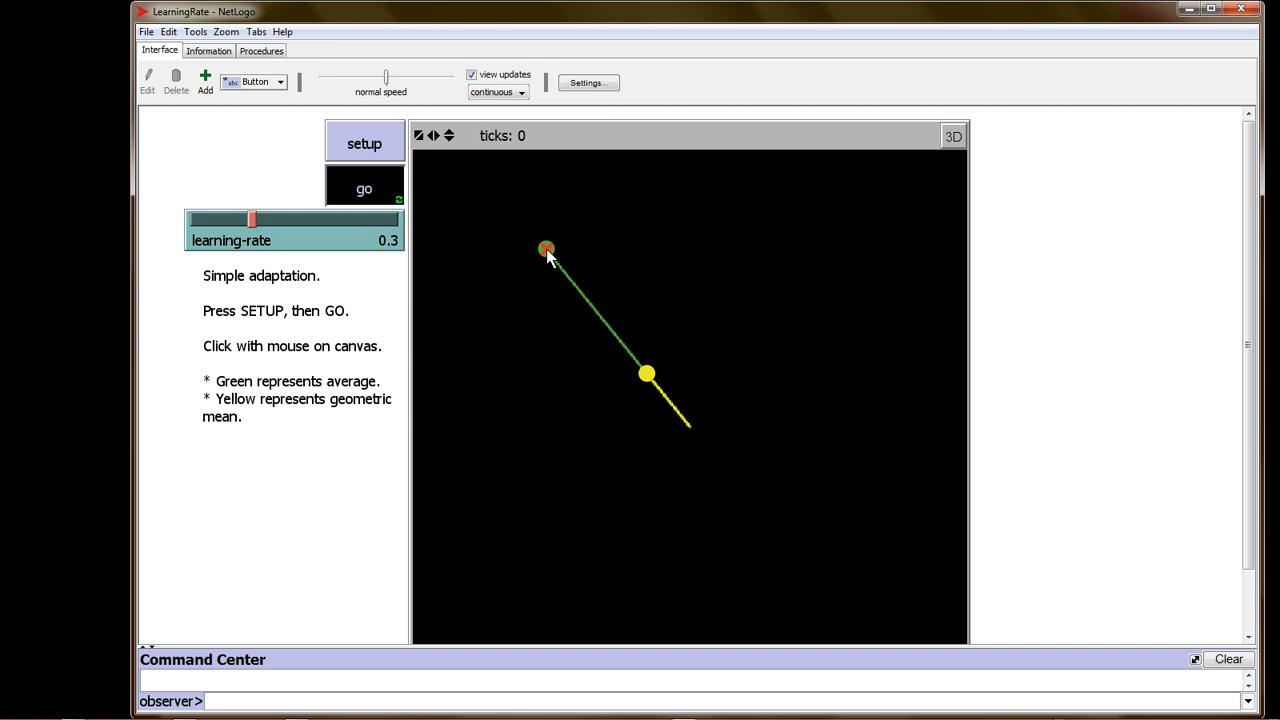 LearningRate - NetLogo
File Edit Tools Zoom Tabs Help
Interface Information Procedures
Edit Delete Add abc Button normal speed view updates continuous Settings...
setup
ticks: 0
3D
go
learning-rate 0.3
Simple adaptation.
Press SETUP, then GO.
Click with mouse on canvas.
* Green represents average.
* Yellow represents geometric
mean.
Command Center
Clear
observer>